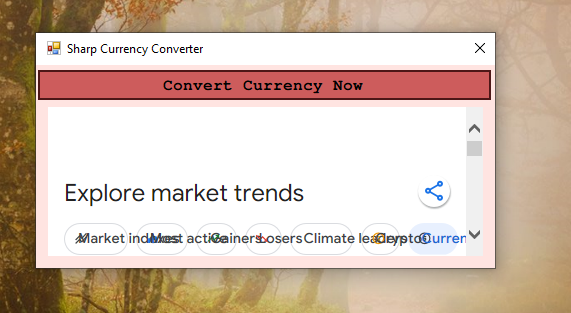 Sharp Currency Converter
Convert Currency Now
Explore market trends
Market indexes Most active Gainers Losers Climate leaders Crypto Curren